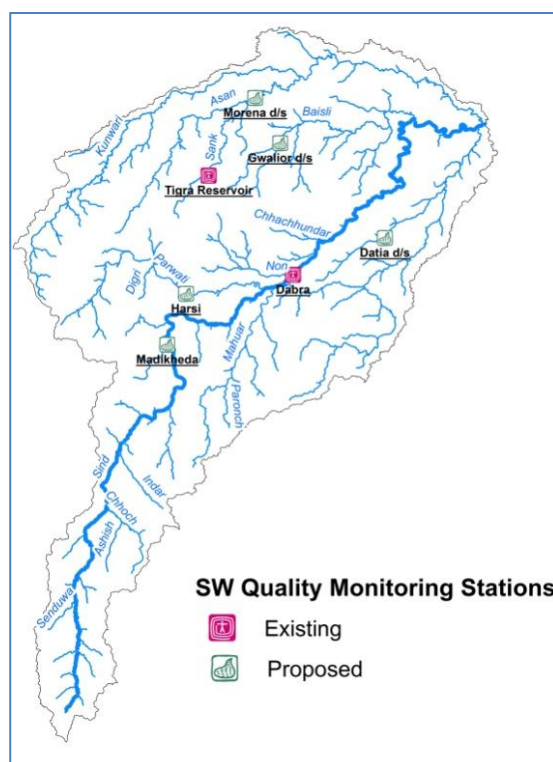 Asan
Morena d/s
Baisli
Kunwari
Sank
Gwalior d/s
Tigra Reservoir
Chhachhundar
Datia d/s
Non
Parwati
Digri
Dabra
Harsi
Mahuar
Madikheda
Paronch
Sind
Indar
Chhoch
Ashish
Senduwa
SW Quality Monitoring Stations
Existing
Proposed